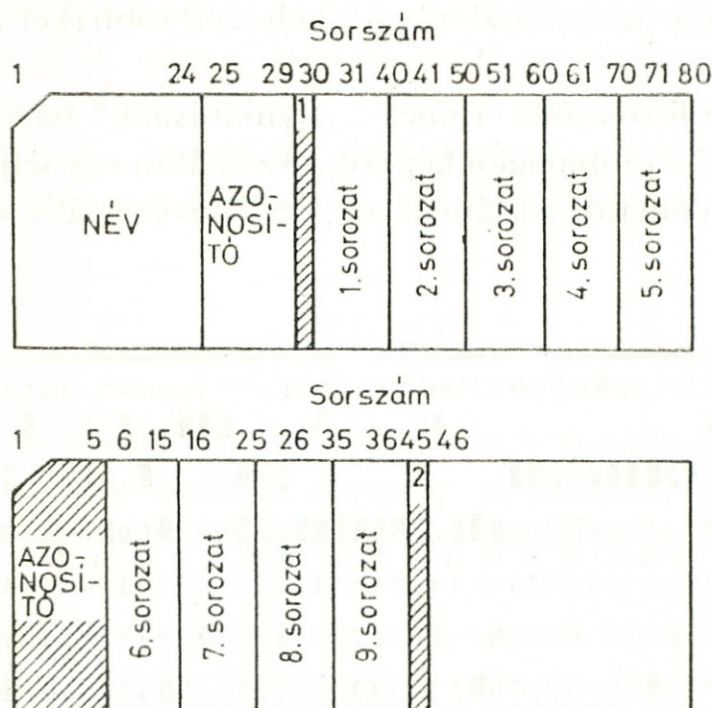 Sorszám
1 24 25 29 30 31 40 41 50 51 60 61 70 71 80
1
NÉV
AZO-
NOSÍ-
TÓ
1. sorozat
2. sorozat
3. sorozat
4. sorozat
5. sorozat
Sorszám
1 5 6 15 16 25 26 35 36 45 46
2
AZO-
NOSÍ-
TÓ
6. sorozat
7. sorozat
8. sorozat
9. sorozat